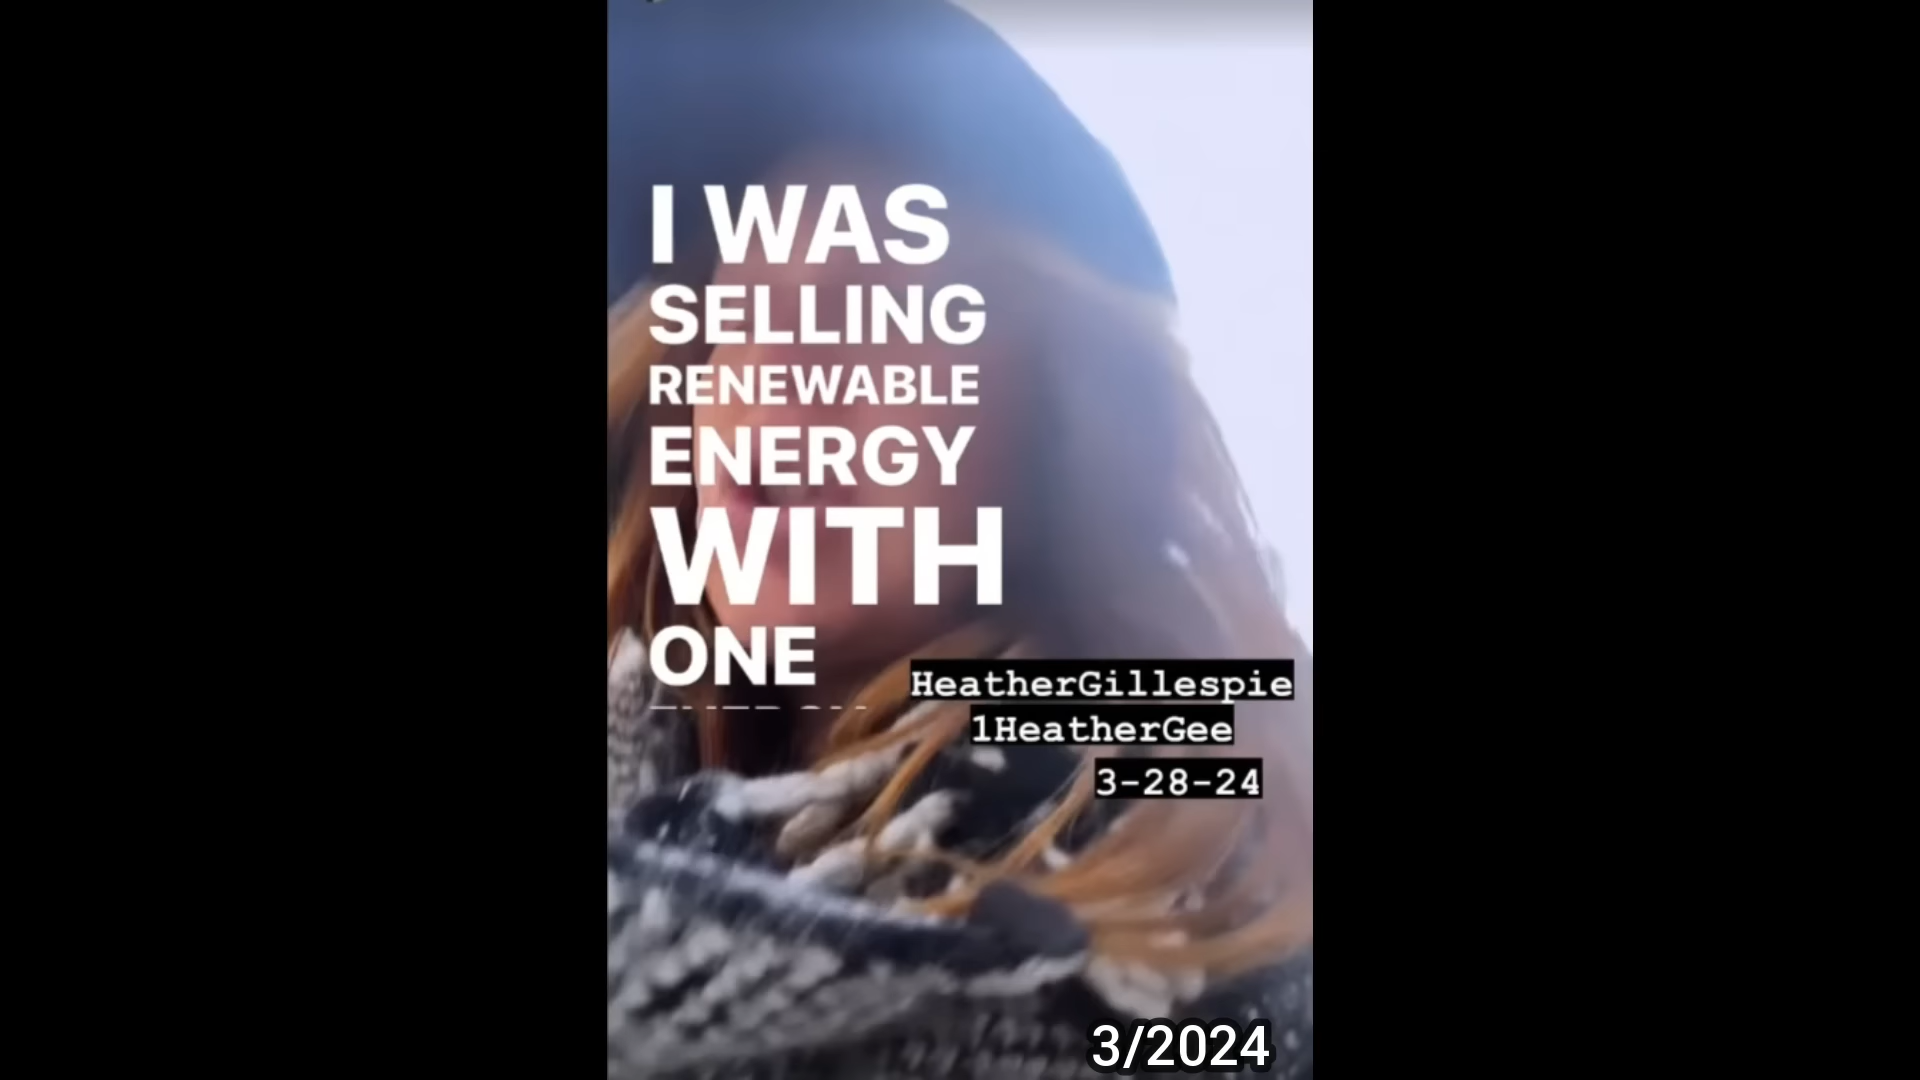 I WAS
SELLING
RENEWABLE
ENERGY
WITH
ONE
HeatherGillespie
1HeatherGee
3-28-24
3/2024